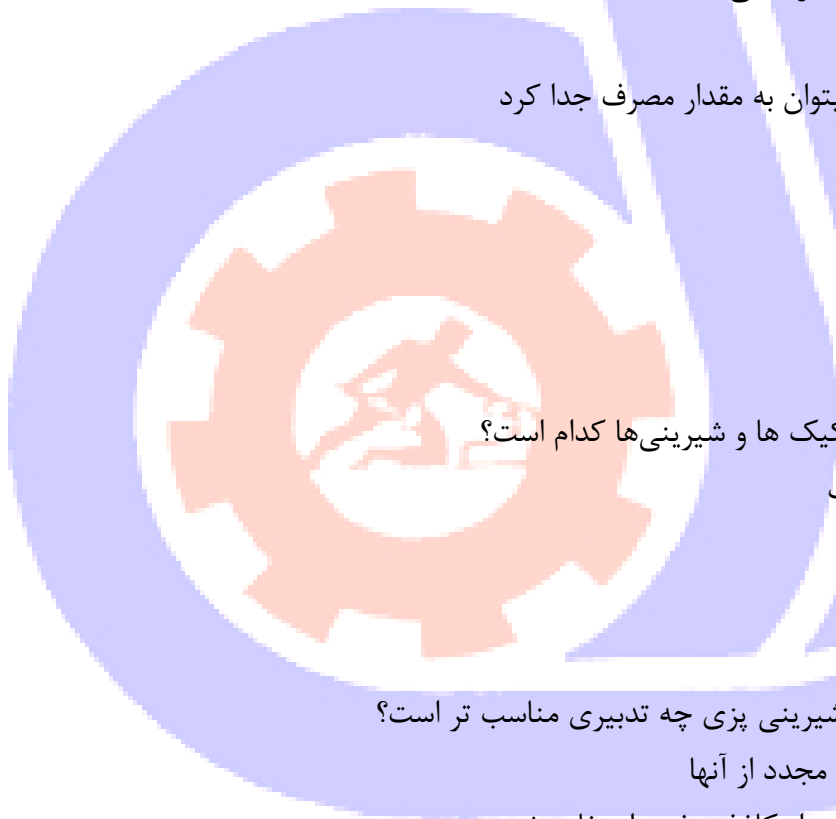 بتوان به مقدار مصرف جدا کرد
کیک ها و شیرینی‌ها کدام است؟
شیرینی پزی چه تدبیری مناسب تر است؟
مجدد از آنها